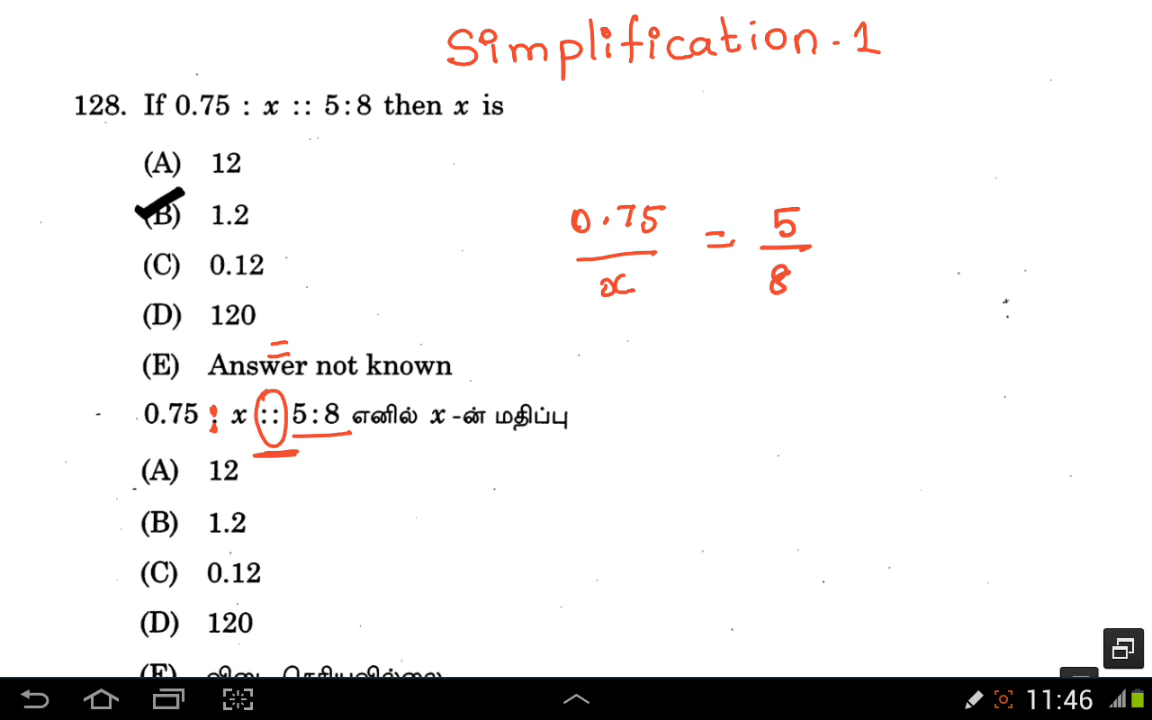 Simplification - 1
128. If 0.75 : x :: 5:8 then x is
(A) 12
(B) 1.2
(C) 0.12
(D) 120
(E) Answer not known
0.75 : x :: 5:8 எனில் x -ன் மதிப்பு
(A) 12
(B) 1.2
(C) 0.12
(D) 120
(E) விடை தெரியவில்லை
0.75 = 5
x 8
11:46